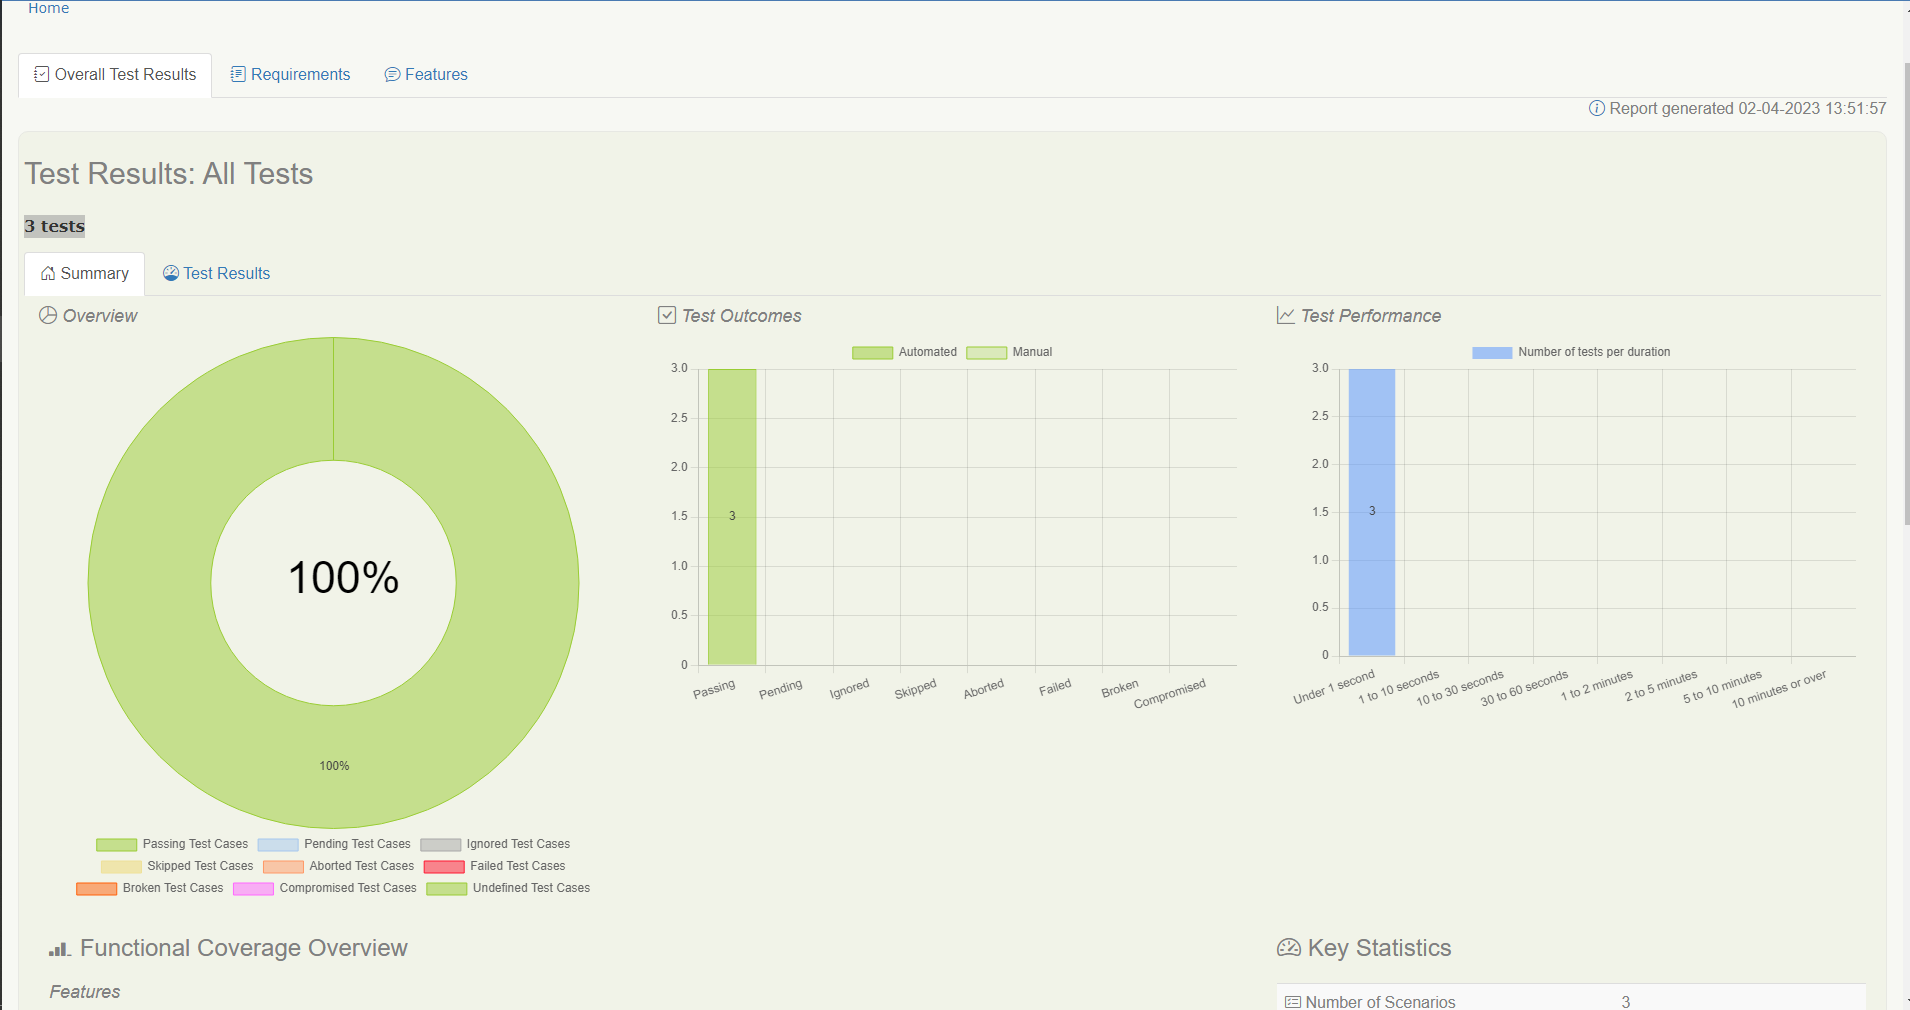 Home
Overall Test Results Requirements Features
Report generated 02-04-2023 13:51:57
Test Results: All Tests
3 tests
Summary Test Results
Overview
100%
100%
Passing Test Cases Pending Test Cases Ignored Test Cases
Skipped Test Cases Aborted Test Cases Failed Test Cases
Broken Test Cases Compromised Test Cases Undefined Test Cases
Test Outcomes
Automated Manual
3.0
2.5
2.0
1.5
1.0
0.5
0
3
Passing Pending Ignored Skipped Aborted Failed Broken Compromised
Test Performance
Number of tests per duration
3.0
2.5
2.0
1.5
1.0
0.5
0
3
Under 1 second 1 to 10 seconds 10 to 30 seconds 30 to 60 seconds 1 to 2 minutes 2 to 5 minutes 5 to 10 minutes 10 minutes or over
Functional Coverage Overview
Features
Key Statistics
Number of Scenarios 3